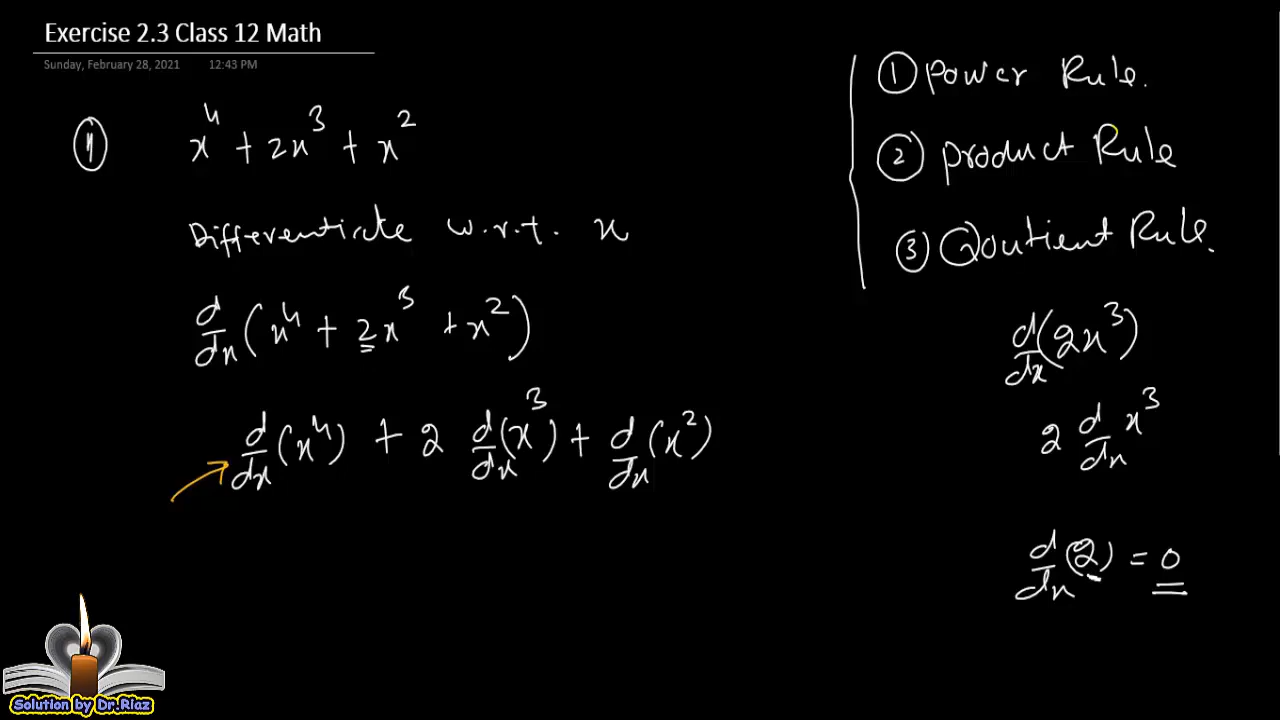 Exercise 2.3 Class 12 Math
Sunday, February 28, 2021 12:43 PM
① x⁴ + 2x³ + x²
Differentiate w.r.t. x
d/dx (x⁴ + 2x³ + x²)
d/dx (x⁴) + 2 d/dx (x³) + d/dx (x²)
① power Rule.
② product Rule
③ Qoutient Rule.
d/dx (2x³)
2 d/dx x³
d/dx (2) = 0
Solution by Dr.Riaz